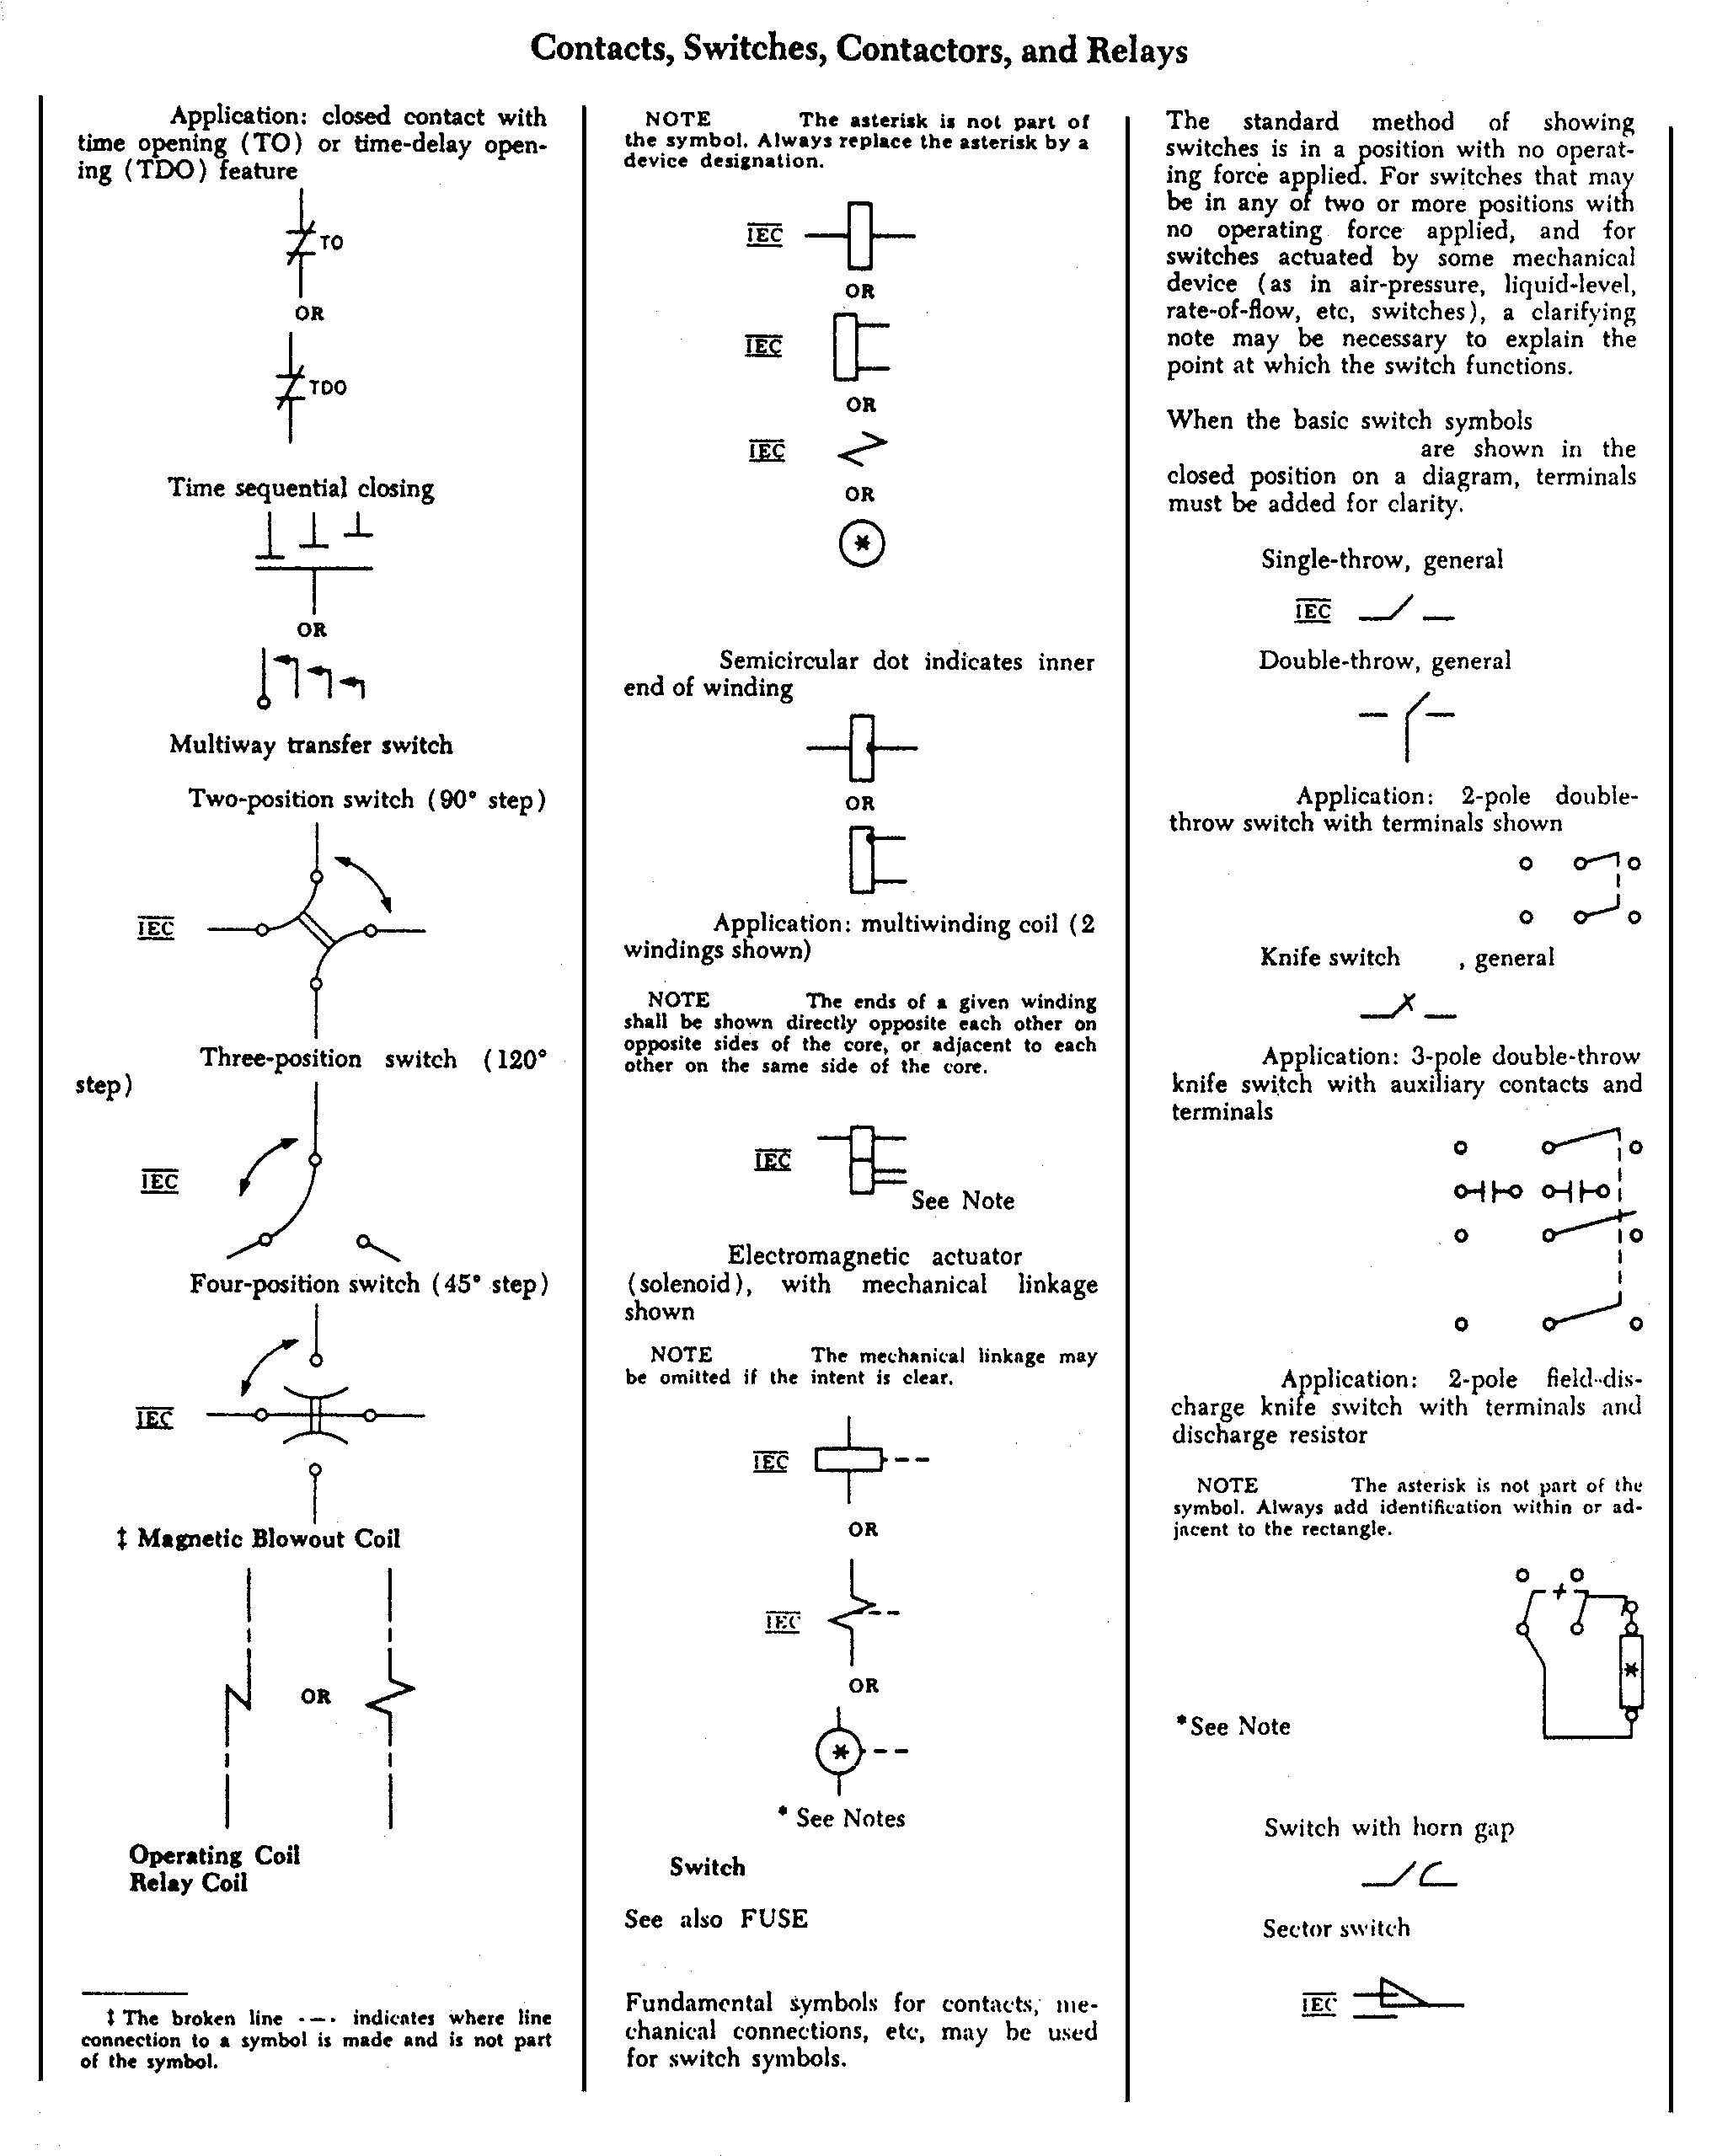 Contacts, Switches, Contactors, and Relays
Application: closed contact with
time opening (TO) or time-delay open-
ing (TDO) feature
TO
OR
TDO
Time sequential closing
OR
Multiway transfer switch
Two-position switch (90° step)
IEC
Three-position switch (120°
step)
IEC
Four-position switch (45° step)
IEC
‡ Magnetic Blowout Coil
OR
Operating Coil
Relay Coil
‡ The broken line -—- indicates where line
connection to a symbol is made and is not part
of the symbol.
NOTE The asterisk is not part of
the symbol. Always replace the asterisk by a
device designation.
IEC
OR
IEC
OR
IEC
OR
*
Semicircular dot indicates inner
end of winding
OR
Application: multiwinding coil (2
windings shown)
NOTE The ends of a given winding
shall be shown directly opposite each other on
opposite sides of the core, or adjacent to each
other on the same side of the core.
IEC
See Note
Electromagnetic actuator
(solenoid), with mechanical linkage
shown
NOTE The mechanical linkage may
be omitted if the intent is clear.
IEC
OR
IEC
OR
*
* See Notes
Switch
See also FUSE
Fundamental symbols for contacts, me-
chanical connections, etc, may be used
for switch symbols.
The standard method of showing
switches is in a position with no operat-
ing force applied. For switches that may
be in any of two or more positions with
no operating force applied, and for
switches actuated by some mechanical
device (as in air-pressure, liquid-level,
rate-of-flow, etc, switches), a clarifying
note may be necessary to explain the
point at which the switch functions.
When the basic switch symbols
are shown in the
closed position on a diagram, terminals
must be added for clarity.
Single-throw, general
IEC
Double-throw, general
Application: 2-pole double-
throw switch with terminals shown
Knife switch , general
Application: 3-pole double-throw
knife switch with auxiliary contacts and
terminals
Application: 2-pole field-dis-
charge knife switch with terminals and
discharge resistor
NOTE The asterisk is not part of the
symbol. Always add identification within or ad-
jacent to the rectangle.
*
*See Note
Switch with horn gap
Sector switch
IEC